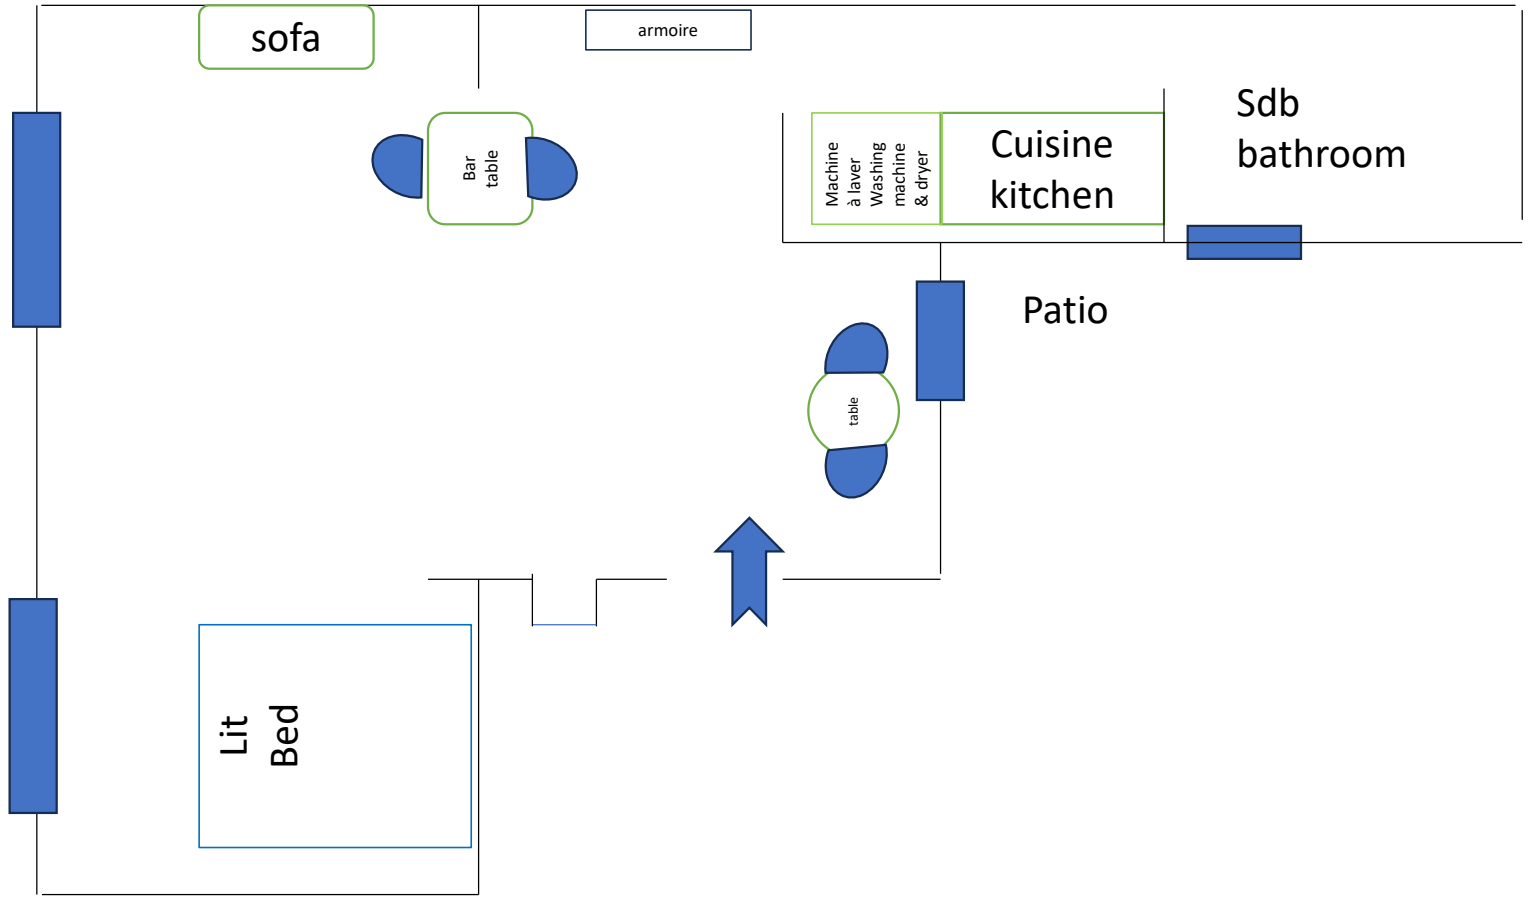 sofa
armoire
Bar
table
Machine
à laver
Washing
machine
& dryer
Cuisine
kitchen
Sdb
bathroom
Patio
table
Lit
Bed